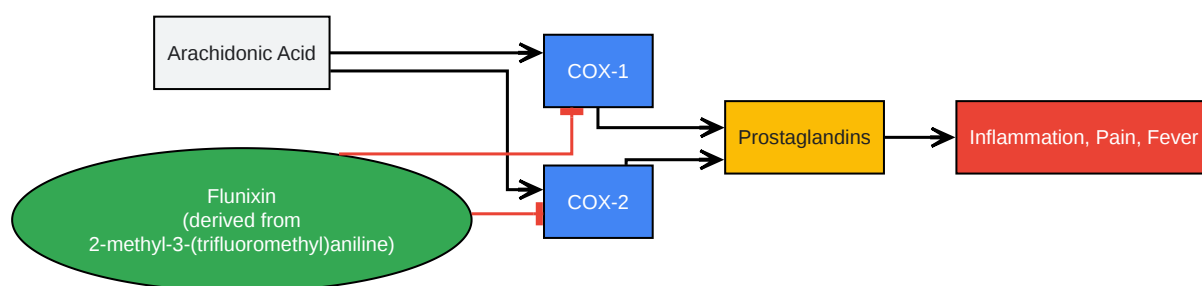 Arachidonic Acid
COX-1
Prostaglandins
Inflammation, Pain, Fever
Flunixin
(derived from
2-methyl-3-(trifluoromethyl)aniline)
COX-2